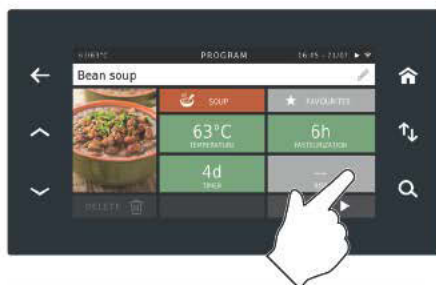 PROGRAM
Bean soup
SOUP
FAVOURITES
63°C
TEMPERATURE
6h
PASTEURIZATION
4d
TIMER
DELETE